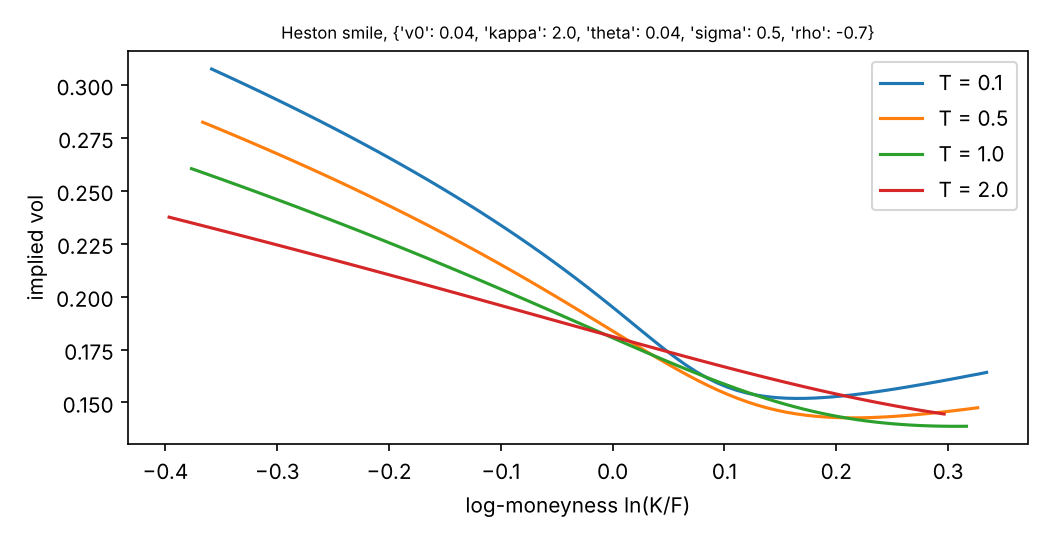 Heston smile, {'v0': 0.04, 'kappa': 2.0, 'theta': 0.04, 'sigma': 0.5, 'rho': -0.7}
T = 0.1
T = 0.5
T = 1.0
T = 2.0
implied vol
0.300
0.275
0.250
0.225
0.200
0.175
0.150
−0.4
−0.3
−0.2
−0.1
0.0
0.1
0.2
0.3
log-moneyness ln(K/F)